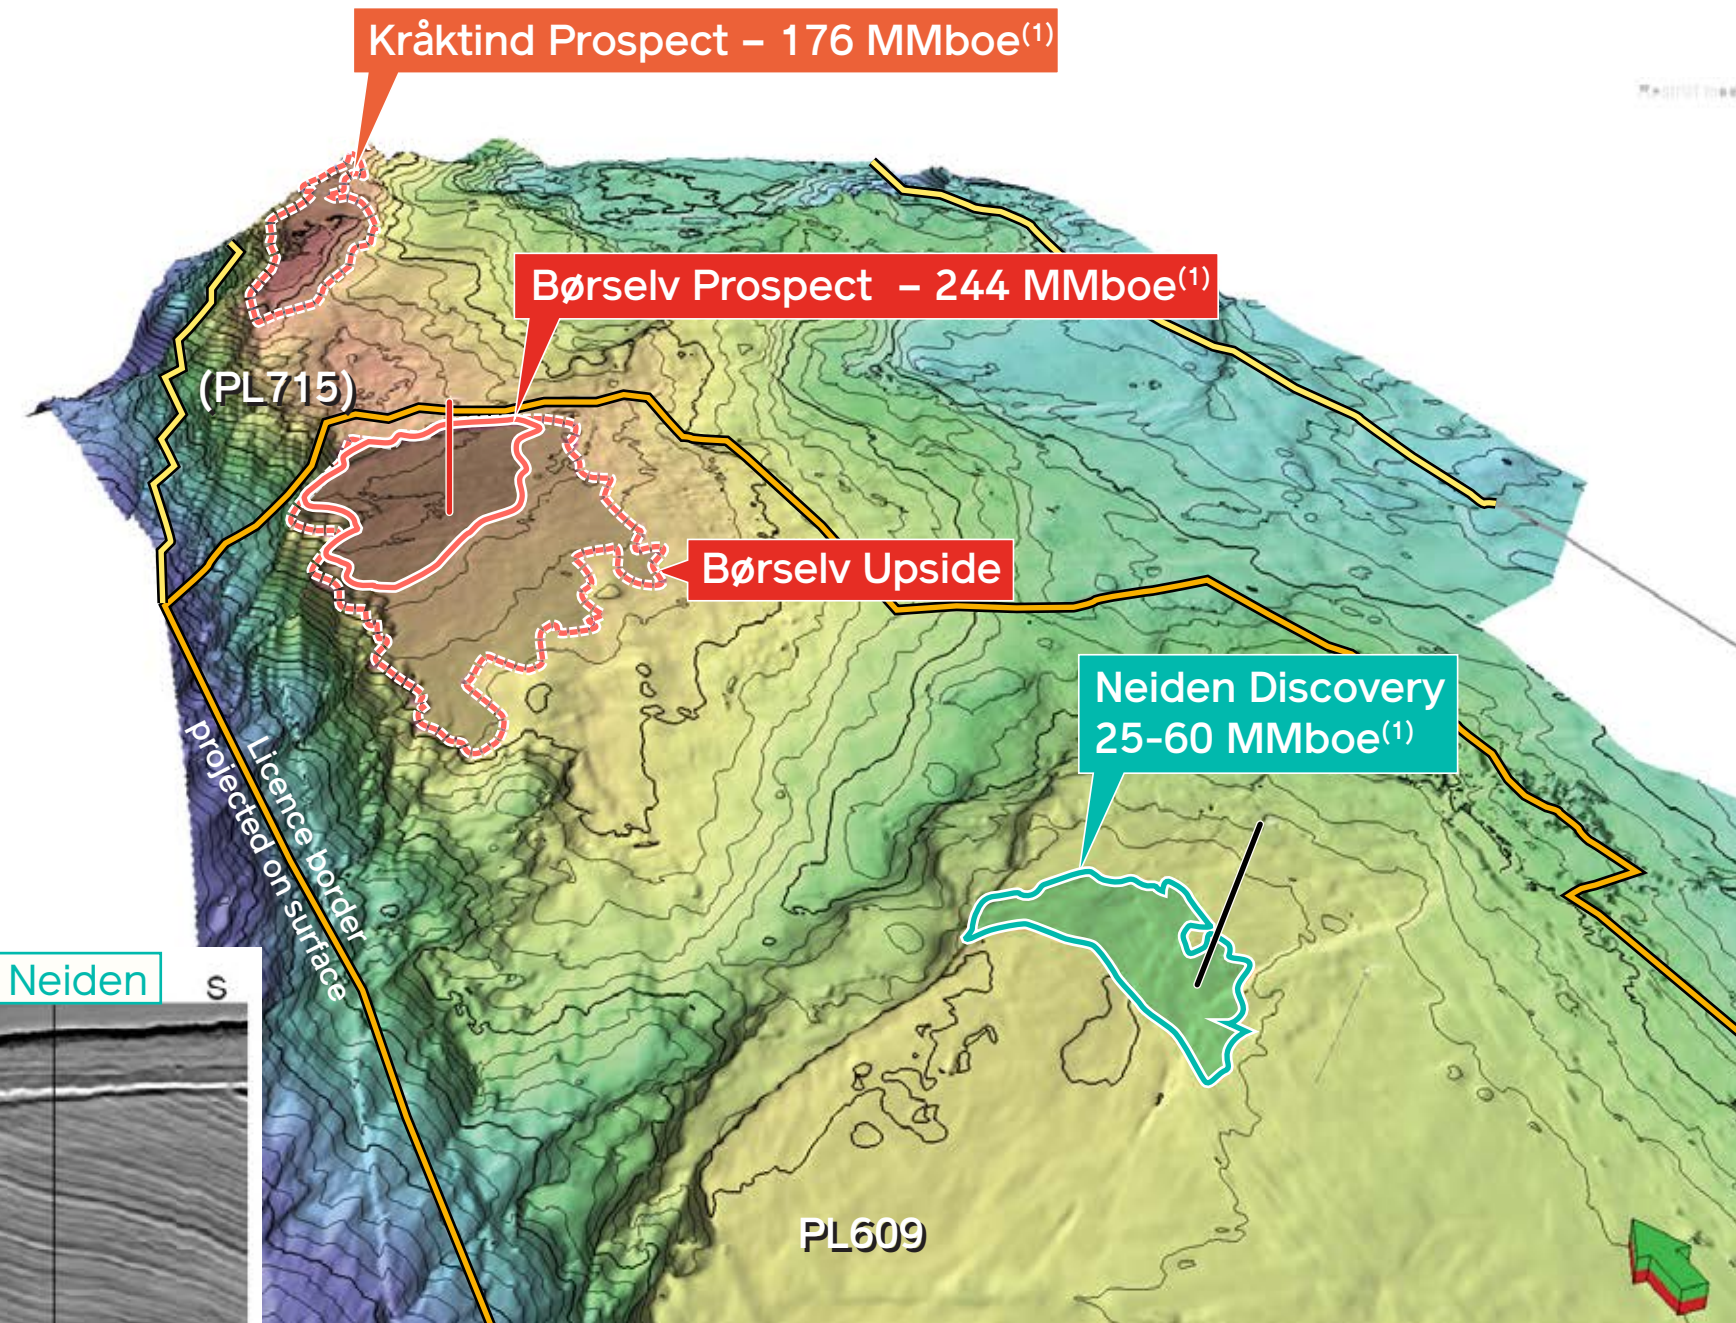 Kråktind Prospect – 176 MMboe(1)
Børselv Prospect – 244 MMboe(1)
(PL715)
Børselv Upside
Neiden Discovery
25-60 MMboe(1)
Licence border
projected on surface
Neiden
S
PL609